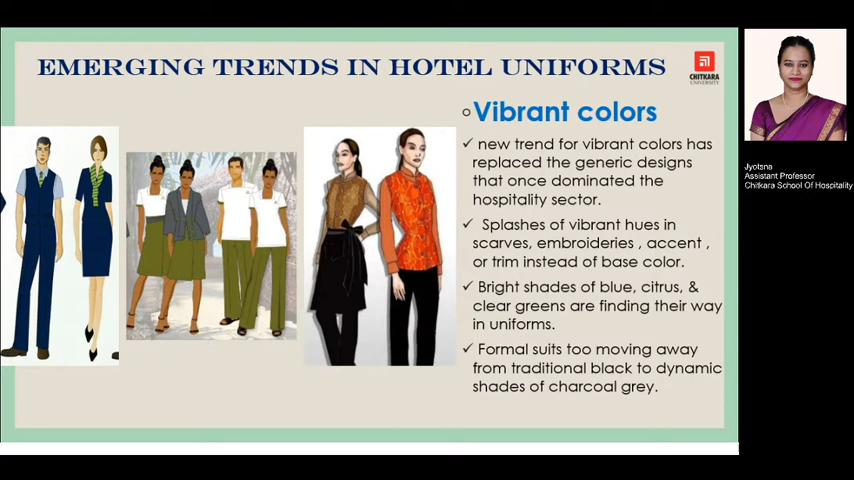 EMERGING TRENDS IN HOTEL UNIFORMS
CHITKARA
UNIVERSITY
Vibrant colors
✓ new trend for vibrant colors has
replaced the generic designs
that once dominated the
hospitality sector.
✓ Splashes of vibrant hues in
scarves, embroideries , accent ,
or trim instead of base color.
✓ Bright shades of blue, citrus, &
clear greens are finding their way
in uniforms.
✓ Formal suits too moving away
from traditional black to dynamic
shades of charcoal grey.
Jyotsna
Assistant Professor
Chitkara School Of Hospitality